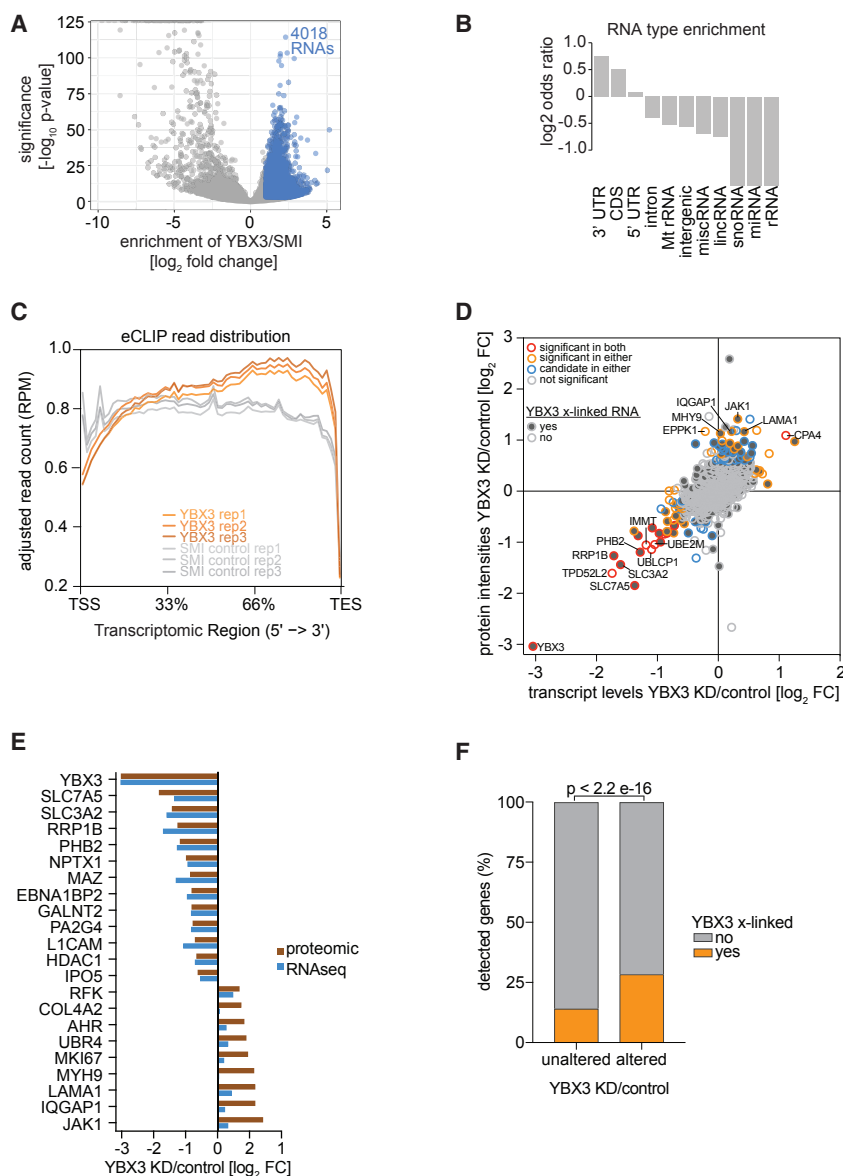 A
125
100
75
50
25
0
significance
[-log10 p-value]
4018
RNAs
-10
-5
0
5
enrichment of YBX3/SMI
[log2 fold change]
B
RNA type enrichment
log2 odds ratio
1.0
0.5
0
-0.5
-1.0
3' UTR
CDS
5' UTR
intron
Mt rRNA
intergenic
miscRNA
lincRNA
snoRNA
miRNA
rRNA
C
eCLIP read distribution
adjusted read count (RPM)
1.0
0.8
0.6
0.4
0.2
YBX3 rep1
YBX3 rep2
YBX3 rep3
SMI control rep1
SMI control rep2
SMI control rep3
TSS
33%
66%
TES
Transcriptomic Region (5' -> 3')
D
protein intensities YBX3 KD/control [log2 FC]
3
2
1
0
-1
-2
-3
significant in both
significant in either
candidate in either
not significant
YBX3 x-linked RNA
yes
no
IQGAP1
JAK1
MHY9
LAMA1
EPPK1
CPA4
IMMT
PHB2
UBE2M
RRP1B
UBLCP1
TPD52L2
SLC3A2
SLC7A5
YBX3
-3
-2
-1
0
1
2
transcript levels YBX3 KD/control [log2 FC]
E
YBX3
SLC7A5
SLC3A2
RRP1B
PHB2
NPTX1
MAZ
EBNA1BP2
GALNT2
PA2G4
L1CAM
HDAC1
IPO5
RFK
COL4A2
AHR
UBR4
MKI67
MYH9
LAMA1
IQGAP1
JAK1
proteomic
RNAseq
-3
-2
-1
0
2
1
YBX3 KD/control [log2 FC]
F
p < 2.2 e-16
detected genes (%)
100
75
50
25
0
YBX3 x-linked
no
yes
unaltered
altered
YBX3 KD/control